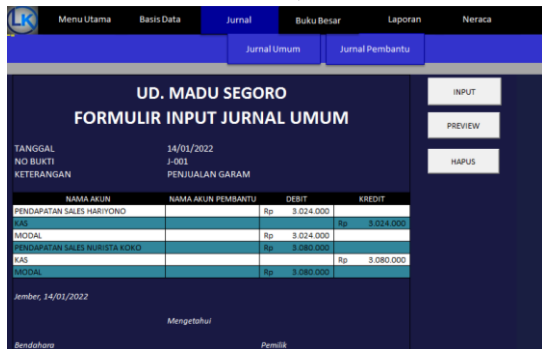 LK Menu Utama Basis Data Jurnal Buku Besar Laporan Neraca
Jurnal Umum Jurnal Pembantu
UD. MADU SEGORO
FORMULIR INPUT JURNAL UMUM
INPUT
PREVIEW
HAPUS
TANGGAL 14/01/2022
NO BUKTI J-001
KETERANGAN PENJUALAN GARAM
NAMA AKUN NAMA AKUN PEMBANTU DEBIT KREDIT
PENDAPATAN SALES HARIYONO Rp 3.024.000
KAS Rp 3.024.000
MODAL Rp 3.024.000
PENDAPATAN SALES NURISTA KOKO Rp 3.080.000
KAS Rp 3.080.000
MODAL Rp 3.080.000
Jember, 14/01/2022
Mengetahui
Bendahara Pemilik